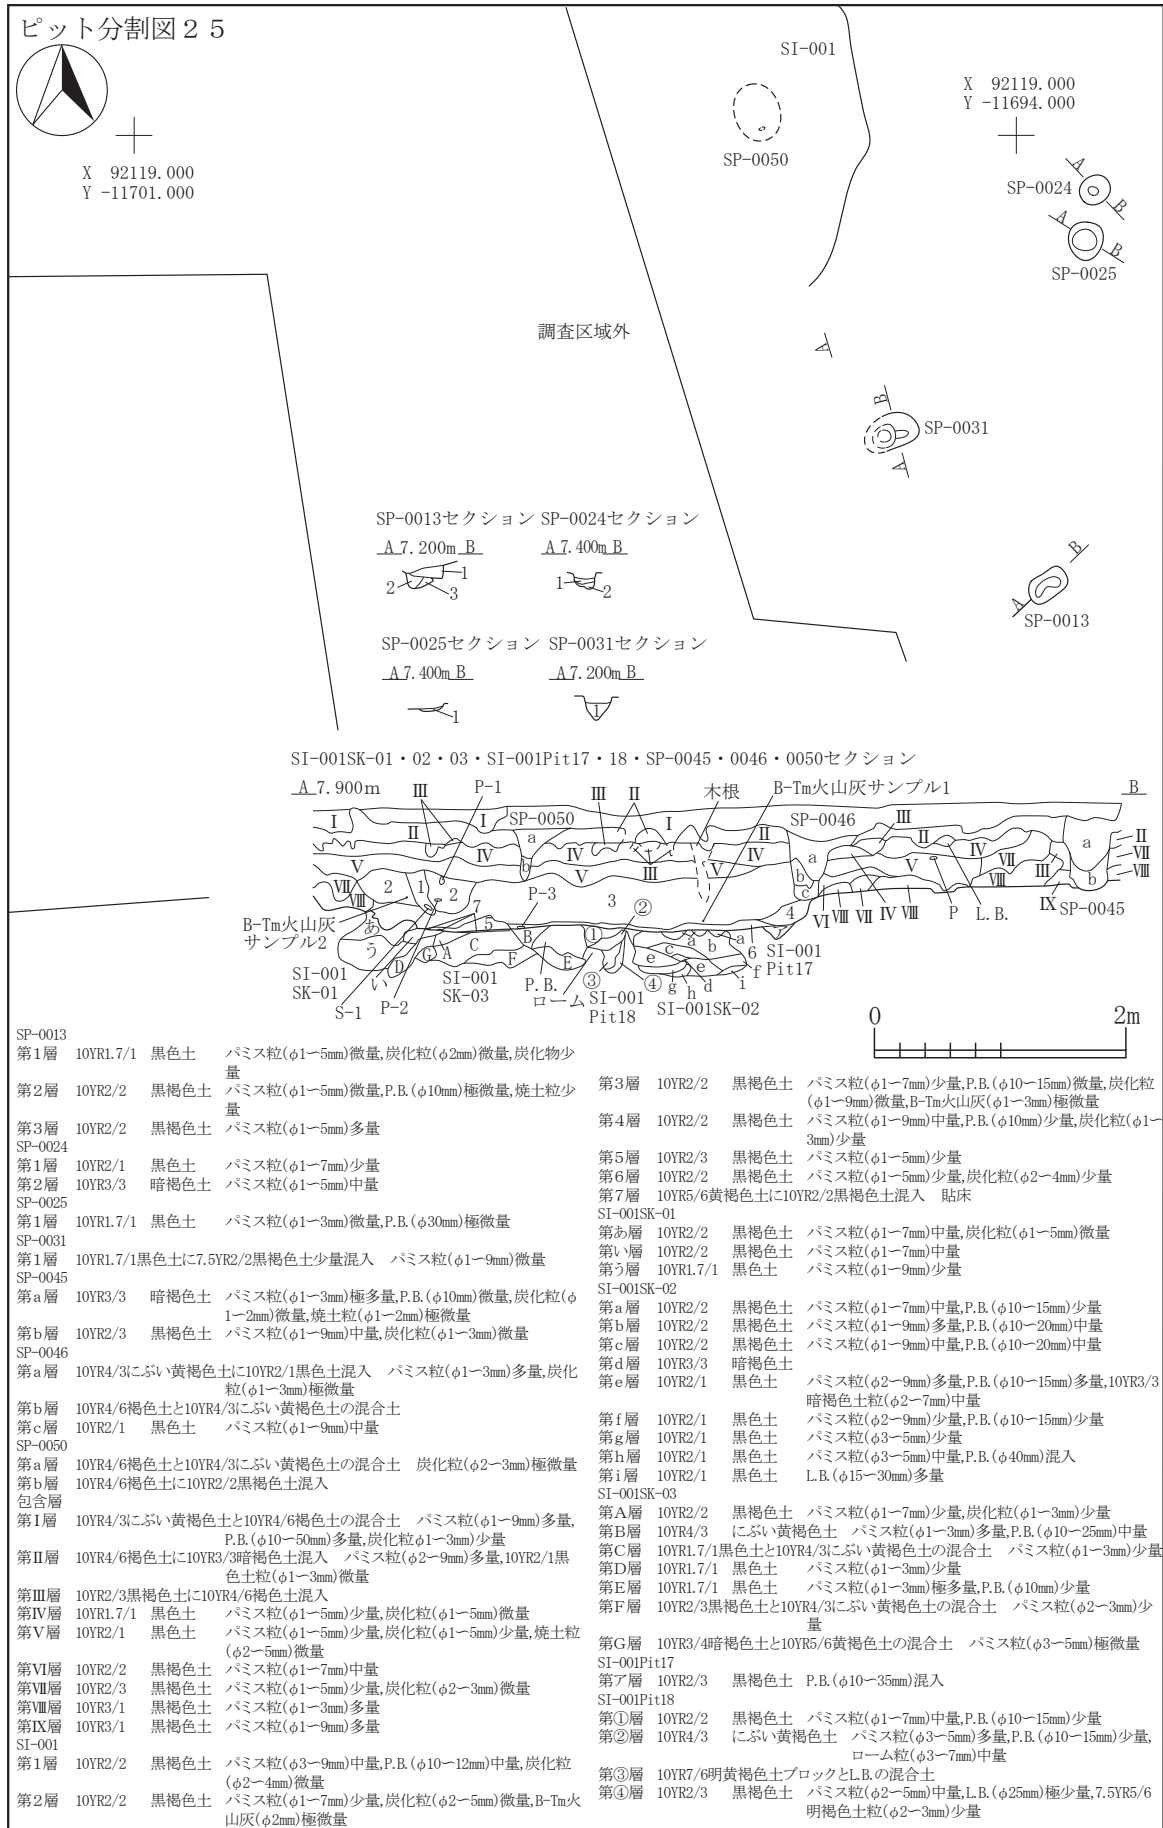 ピット分割図２５
X 92119.000
Y -11701.000
SI-001
SP-0050
X 92119.000
Y -11694.000
A
SP-0024
B
A
B
SP-0025
調査区域外
A
B
SP-0031
A
B
A
SP-0013
SP-0013セクション
A 7.200m B
1
2
3
SP-0024セクション
A 7.400m B
1
2
SP-0025セクション
A 7.400m B
1
SP-0031セクション
A 7.200m B
1
SI-001SK-01・02・03・SI-001Pit17・18・SP-0045・0046・0050セクション
A 7.900m
B
Ⅲ
P-1
Ⅲ
Ⅱ
木根
B-Tm火山灰サンプル1
Ⅰ
Ⅰ
SP-0050
Ⅰ
SP-0046
Ⅲ
Ⅱ
a
Ⅱ
Ⅱ
a
Ⅱ
Ⅳ
Ⅳ
Ⅳ
a
Ⅳ
Ⅶ
Ⅲ
Ⅶ
Ⅷ
Ⅴ
b
Ⅴ
Ⅲ
Ⅴ
b
Ⅴ
Ⅷ
b
Ⅶ
Ⅷ
2
1
2
3
c
Ⅵ
Ⅷ
Ⅶ
Ⅳ
Ⅷ
P
L.B.
Ⅸ
SP-0045
B-Tm火山灰
サンプル2
あ
う
い
7
5
P-3
②
4
6
ア
SI-001
Pit17
D
G
A
C
B
F
E
①
a
b
a
c
e
e
f
SI-001
SK-01
S-1
P-2
SI-001
SK-03
P.B.
ローム
③
④
SI-001
Pit18
g
h
d
i
SI-001SK-02
0
2m
SP-0013
第1層 10YR1.7/1 黒色土 パミス粒(φ1〜5mm)微量,炭化粒(φ2mm)微量,炭化物少
量
第2層 10YR2/2 黒褐色土 パミス粒(φ1〜5mm)微量,P.B.(φ10mm)極微量,焼土粒少
量
第3層 10YR2/2 黒褐色土 パミス粒(φ1〜5mm)多量
SP-0024
第1層 10YR2/1 黒色土 パミス粒(φ1〜7mm)少量
第2層 10YR3/3 暗褐色土 パミス粒(φ1〜5mm)中量
SP-0025
第1層 10YR1.7/1 黒色土 パミス粒(φ1〜3mm)微量,P.B.(φ30mm)極微量
SP-0031
第1層 10YR1.7/1黒色土に7.5YR2/2黒褐色土少量混入 パミス粒(φ1〜9mm)微量
SP-0045
第a層 10YR3/3 暗褐色土 パミス粒(φ1〜3mm)極多量,P.B.(φ10mm)微量,炭化粒(φ
1〜2mm)微量,焼土粒(φ1〜2mm)極微量
第b層 10YR2/3 黒褐色土 パミス粒(φ1〜9mm)中量,炭化粒(φ1〜3mm)微量
SP-0046
第a層 10YR4/3にぶい黄褐色土に10YR2/1黒色土混入 パミス粒(φ1〜3mm)多量,炭化
粒(φ1〜3mm)極微量
第b層 10YR4/6褐色土と10YR4/3にぶい黄褐色土の混合土
第c層 10YR2/1 黒色土 パミス粒(φ1〜9mm)中量
SP-0050
第a層 10YR4/6褐色土と10YR4/3にぶい黄褐色土の混合土 炭化粒(φ2〜3mm)極微量
第b層 10YR4/6褐色土に10YR2/2黒褐色土混入
包含層
第Ⅰ層 10YR4/3にぶい黄褐色土と10YR4/6褐色土の混合土 パミス粒(φ1〜9mm)多量,
P.B.(φ10〜50mm)多量,炭化粒φ1〜3mm)少量
第Ⅱ層 10YR4/6褐色土に10YR3/3暗褐色土混入 パミス粒(φ2〜9mm)多量,10YR2/1黒
色土粒(φ1〜3mm)微量
第Ⅲ層 10YR2/3黒褐色土に10YR4/6褐色土混入
第Ⅳ層 10YR1.7/1 黒色土 パミス粒(φ1〜5mm)少量,炭化粒(φ1〜5mm)微量
第Ⅴ層 10YR2/1 黒色土 パミス粒(φ1〜5mm)少量,炭化粒(φ1〜5mm)少量,焼土粒
(φ2〜5mm)微量
第Ⅵ層 10YR2/2 黒褐色土 パミス粒(φ1〜7mm)中量
第Ⅶ層 10YR2/3 黒褐色土 パミス粒(φ1〜5mm)少量,炭化粒(φ2〜3mm)微量
第Ⅷ層 10YR3/1 黒褐色土 パミス粒(φ1〜3mm)多量
第Ⅸ層 10YR3/1 黒褐色土 パミス粒(φ1〜9mm)多量
SI-001
第1層 10YR2/2 黒褐色土 パミス粒(φ3〜9mm)中量,P.B.(φ10〜12mm)中量,炭化粒
(φ2〜4mm)微量
第2層 10YR2/2 黒褐色土 パミス粒(φ1〜7mm)少量,炭化粒(φ2〜5mm)微量,B-Tm火
山灰(φ2mm)極微量
第3層 10YR2/2 黒褐色土 パミス粒(φ1〜7mm)少量,P.B.(φ10〜15mm)微量,炭化粒
(φ1〜9mm)微量,B-Tm火山灰(φ1〜3mm)極微量
第4層 10YR2/2 黒褐色土 パミス粒(φ1〜9mm)中量,P.B.(φ10mm)少量,炭化粒(φ1〜
3mm)少量
第5層 10YR2/3 黒褐色土 パミス粒(φ1〜5mm)少量
第6層 10YR2/2 黒褐色土 パミス粒(φ1〜5mm)少量,炭化粒(φ2〜4mm)少量
第7層 10YR5/6黄褐色土に10YR2/2黒褐色土混入 貼床
SI-001SK-01
第あ層 10YR2/2 黒褐色土 パミス粒(φ1〜7mm)中量,炭化粒(φ1〜5mm)微量
第い層 10YR2/2 黒褐色土 パミス粒(φ1〜7mm)中量
第う層 10YR1.7/1 黒色土 パミス粒(φ1〜9mm)少量
SI-001SK-02
第a層 10YR2/2 黒褐色土 パミス粒(φ1〜7mm)中量,P.B.(φ10〜15mm)少量
第b層 10YR2/2 黒褐色土 パミス粒(φ1〜9mm)多量,P.B.(φ10〜20mm)中量
第c層 10YR2/2 黒褐色土 パミス粒(φ1〜9mm)中量,P.B.(φ10〜20mm)中量
第d層 10YR3/3 暗褐色土
第e層 10YR2/1 黒色土 パミス粒(φ2〜9mm)多量,P.B.(φ10〜15mm)多量,10YR3/3
暗褐色土粒(φ2〜7mm)中量
第f層 10YR2/1 黒色土 パミス粒(φ2〜9mm)少量,P.B.(φ10〜15mm)少量
第g層 10YR2/1 黒色土 パミス粒(φ3〜5mm)少量
第h層 10YR2/1 黒色土 パミス粒(φ3〜5mm)中量,P.B.(φ40mm)混入
第i層 10YR2/1 黒色土 L.B.(φ15〜30mm)多量
SI-001SK-03
第A層 10YR2/2 黒褐色土 パミス粒(φ1〜7mm)少量,炭化粒(φ1〜3mm)少量
第B層 10YR4/3 にぶい黄褐色土 パミス粒(φ1〜3mm)多量,P.B.(φ10〜25mm)中量
第C層 10YR1.7/1黒色土と10YR4/3にぶい黄褐色土の混合土 パミス粒(φ1〜3mm)少量
第D層 10YR1.7/1 黒色土 パミス粒(φ1〜3mm)少量
第E層 10YR1.7/1 黒色土 パミス粒(φ1〜3mm)極多量,P.B.(φ10mm)少量
第F層 10YR2/3黒褐色土と10YR4/3にぶい黄褐色土の混合土 パミス粒(φ2〜3mm)少
量
第G層 10YR3/4暗褐色土と10YR5/6黄褐色土の混合土 パミス粒(φ3〜5mm)極微量
SI-001Pit17
第ア層 10YR2/3 黒褐色土 P.B.(φ10〜35mm)混入
SI-001Pit18
第①層 10YR2/2 黒褐色土 パミス粒(φ1〜7mm)中量,P.B.(φ10〜15mm)少量
第②層 10YR4/3 にぶい黄褐色土 パミス粒(φ3〜5mm)多量,P.B.(φ10〜15mm)少量,
ローム粒(φ3〜7mm)中量
第③層 10YR7/6明黄褐色土ブロックとL.B.の混合土
第④層 10YR2/3 黒褐色土 パミス粒(φ2〜5mm)中量,L.B.(φ25mm)極少量,7.5YR5/6
明褐色土粒(φ2〜3mm)少量